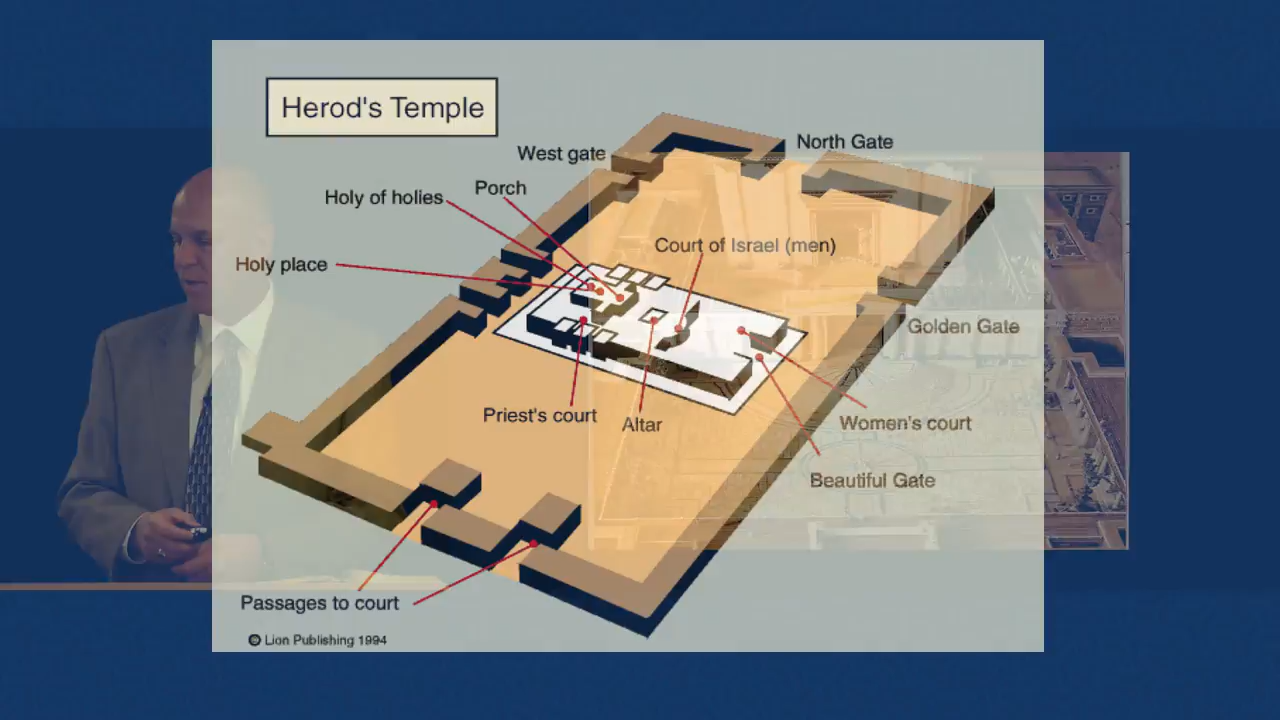 Herod's Temple
North Gate
West gate
Porch
Holy of holies
Court of Israel (men)
Holy place
Golden Gate
Priest's court
Altar
Women's court
Beautiful Gate
Passages to court
© Lion Publishing 1994